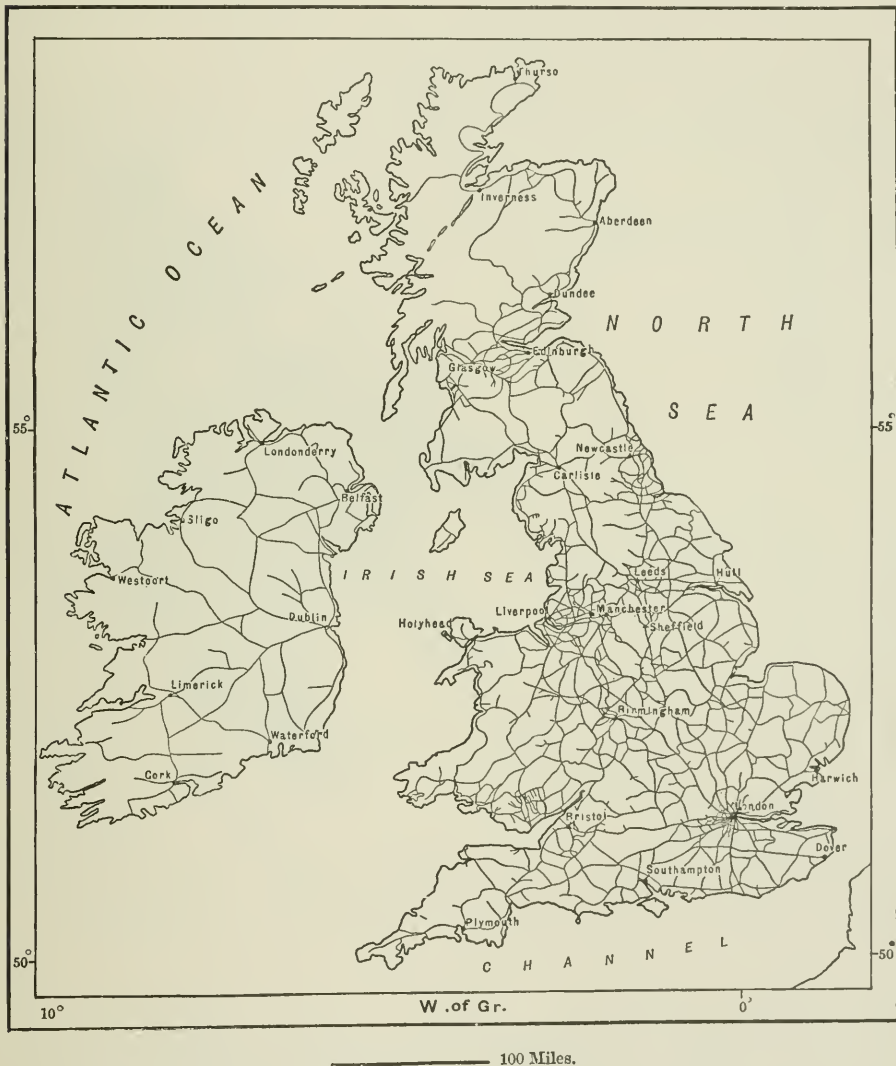 Thurso
ATLANTIC OCEAN
Inverness
Aberdeen
Dundee
NORTH
SEA
Edinburgh
Glasgow
55°
55°
Londonderry
Newcastle
Carlisle
Belfast
Sligo
IRISH SEA
Westport
Leeds
Hull
Liverpool
Manchester
Dublin
Holyhead
Sheffield
Limerick
Birmingham
Waterford
Cork
Harwich
London
Bristol
Dover
Southampton
Plymouth
CHANNEL
50°
50°
10°
W. of Gr.
0'
100 Miles.